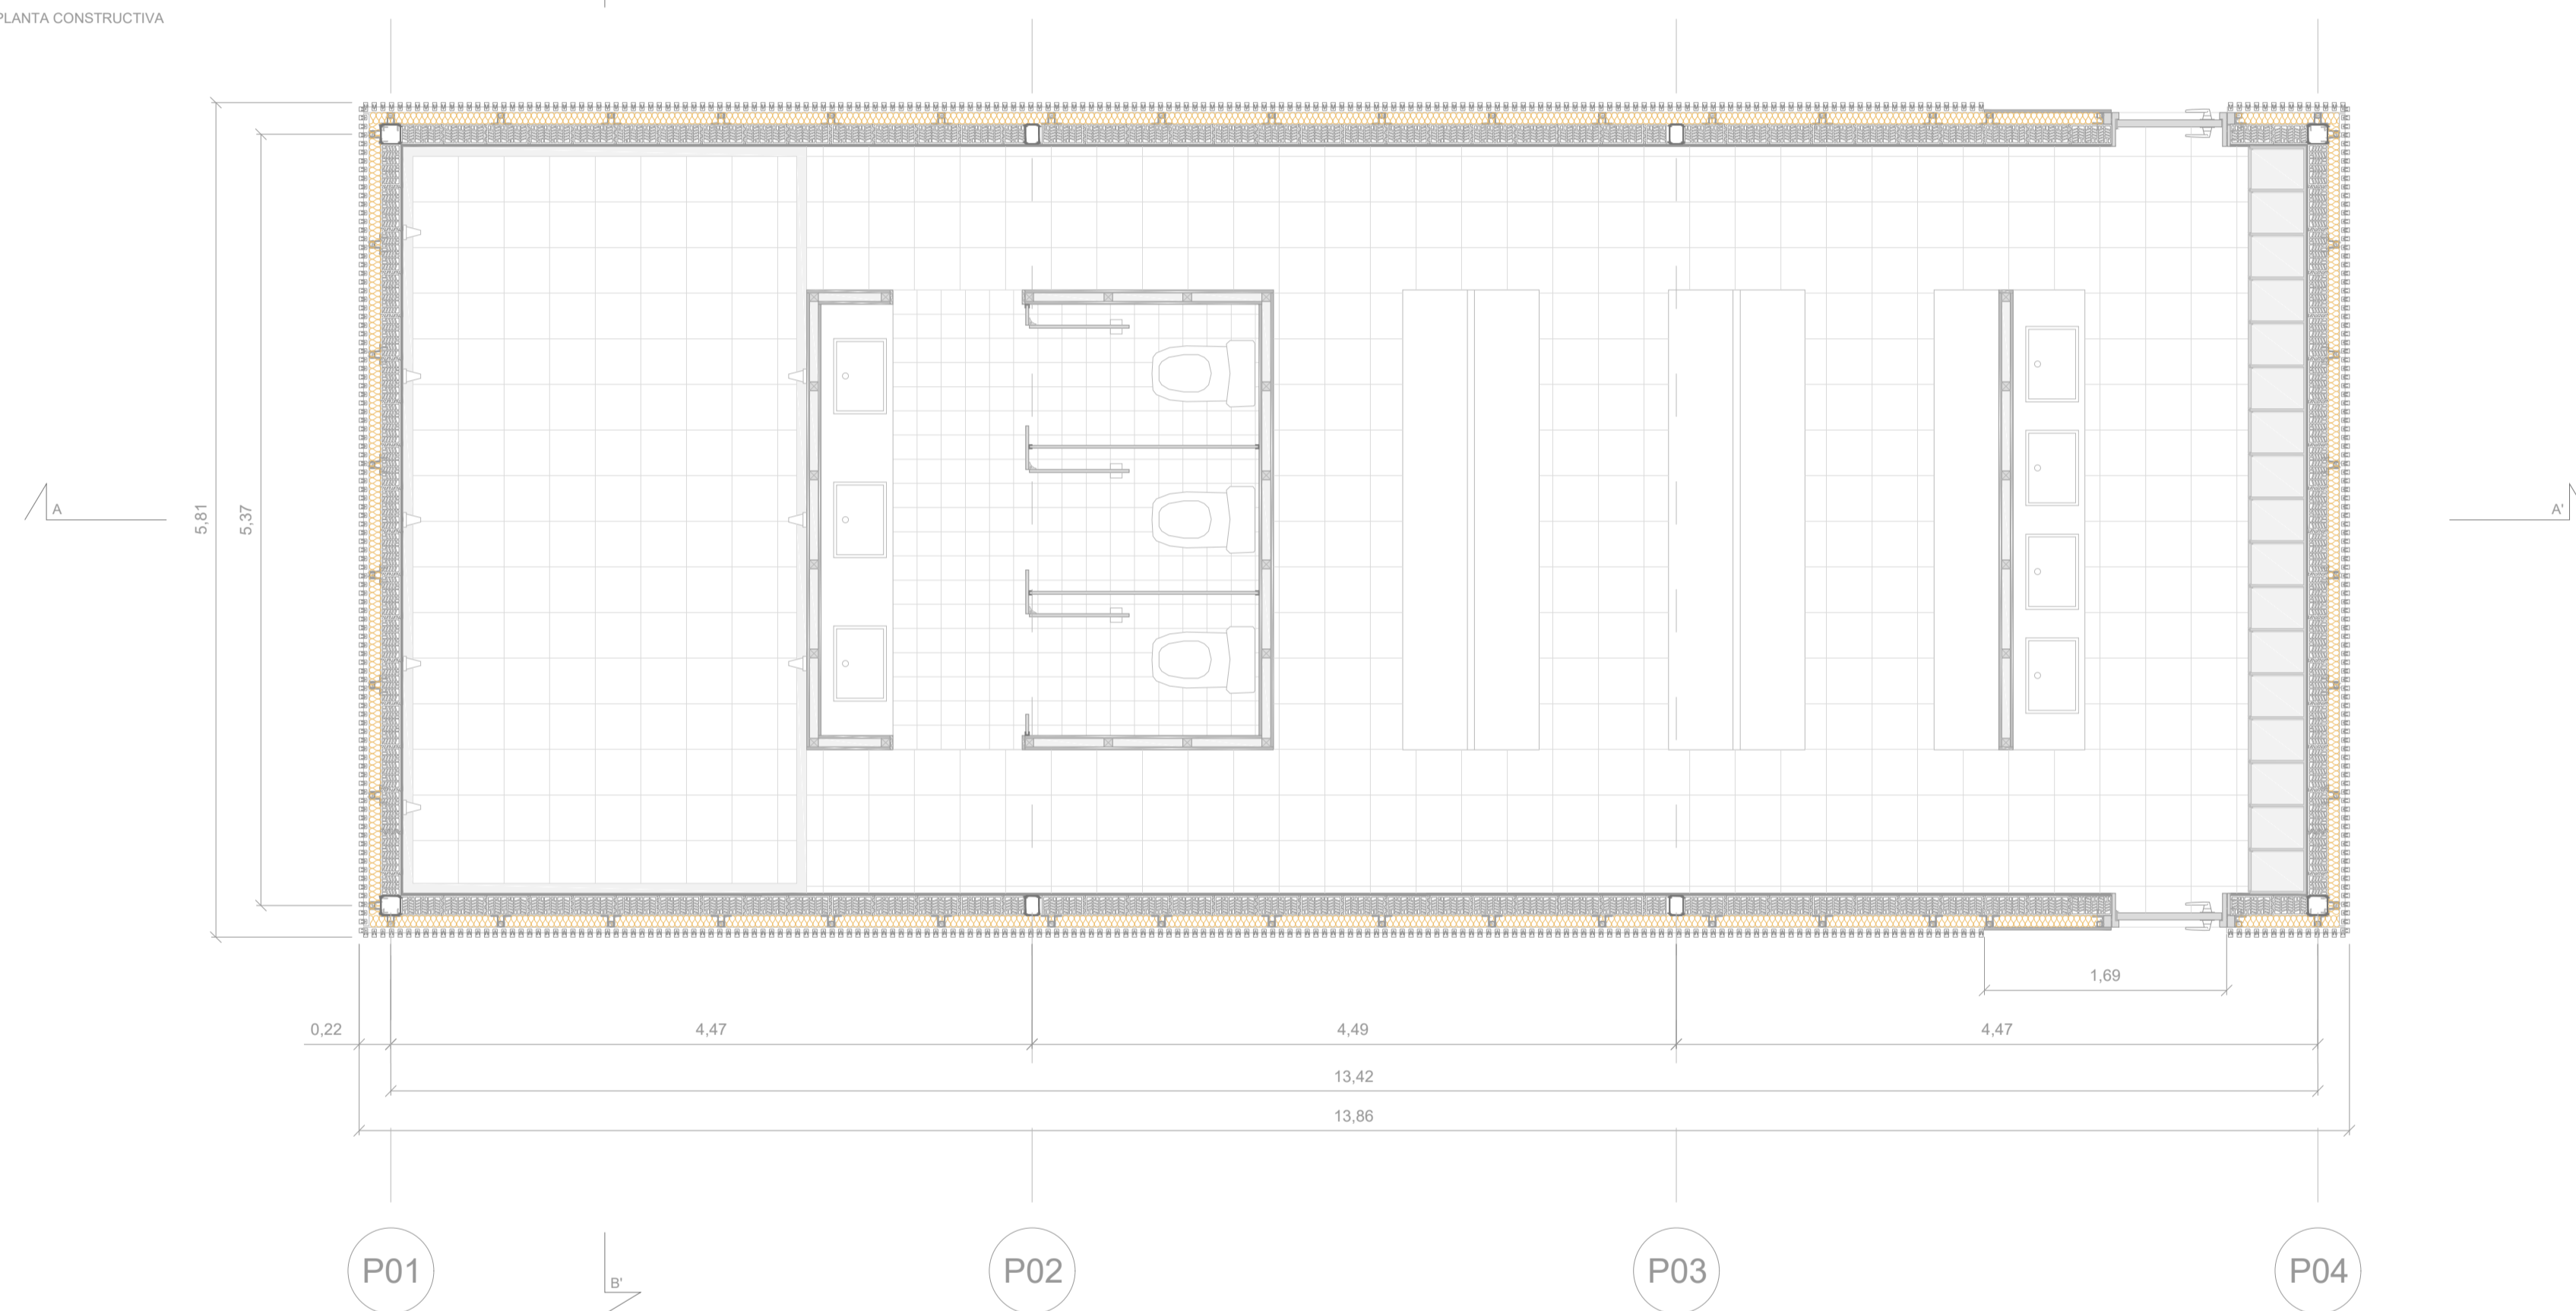 PLANTA CONSTRUCTIVA
A
A'
5,81
5,37
1,69
0,22
4,47
4,49
4,47
13,42
13,86
P01
B'
P02
P03
P04